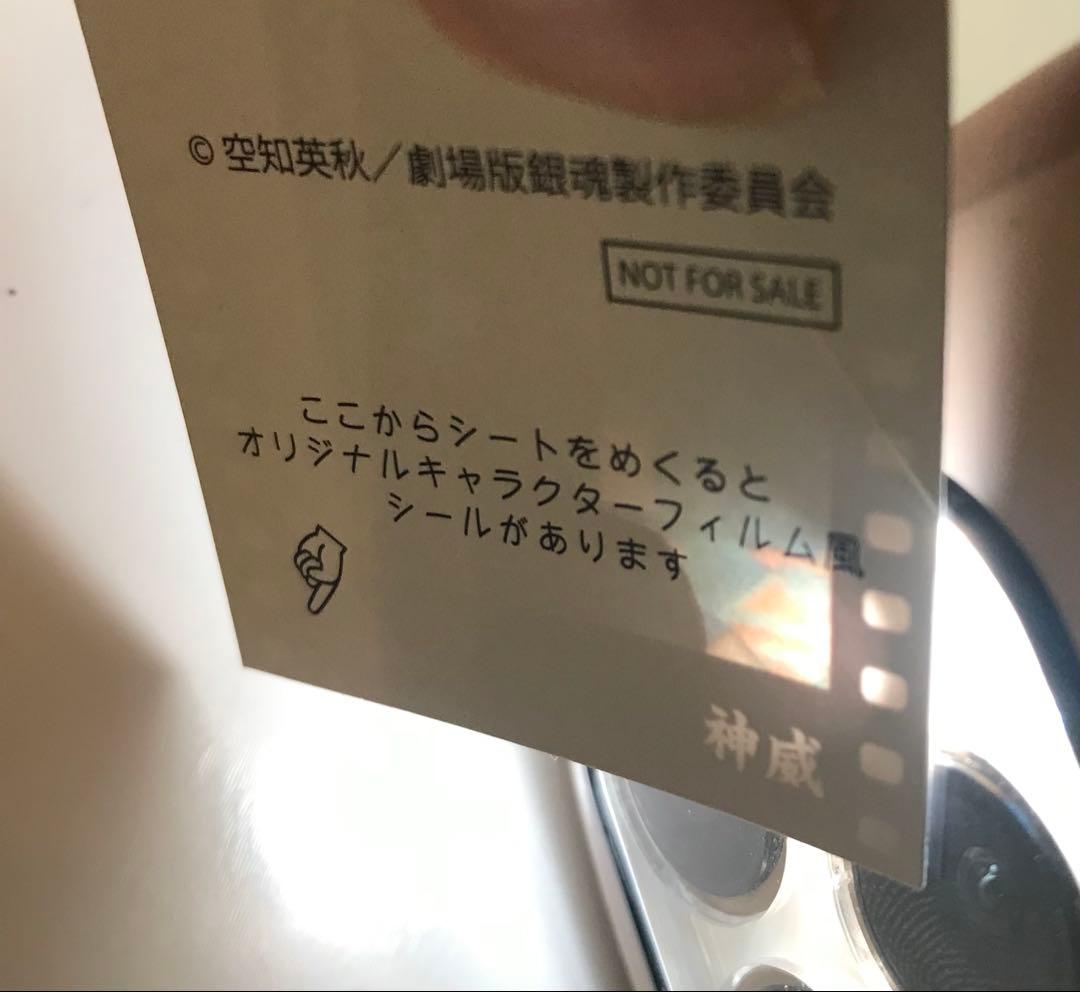 © 空知英秋／劇場版銀魂製作委員会
NOT FOR SALE
ここからシートをめくると
オリジナルキャラクターフィルム風
シールがあります
神威